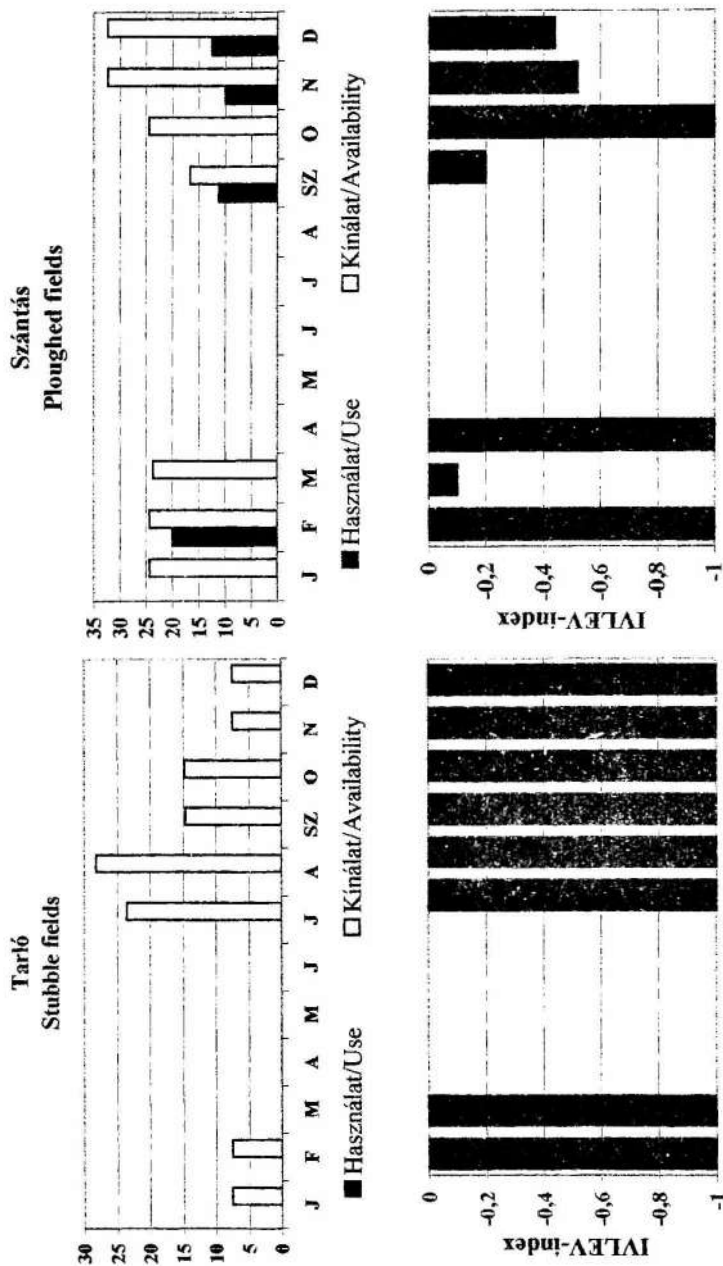 Tarló
Stubble fields
30
25
20
15
10
5
0
J F M A M J J A SZ O N D
■ Használat/Use □ Kínálat/Availability
0
-0,2
-0,4
-0,6
-0,8
-1
IVLEV-index
Szántás
Ploughed fields
35
30
25
20
15
10
5
0
J F M A M J J A SZ O N D
■ Használat/Use □ Kínálat/Availability
0
-0,2
-0,4
-0,6
-0,8
-1
IVLEV-index